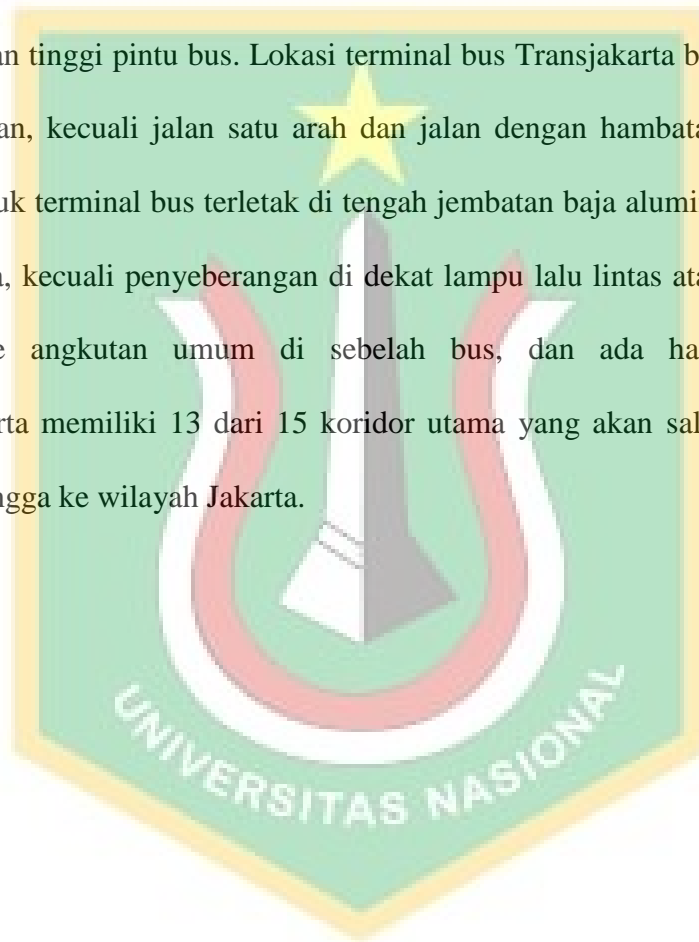 an tinggi pintu bus. Lokasi terminal bus Transjakarta b
an, kecuali jalan satu arah dan jalan dengan hambata
uk terminal bus terletak di tengah jembatan baja alumi
a, kecuali penyeberangan di dekat lampu lalu lintas ata
e angkutan umum di sebelah bus, dan ada ha
rta memiliki 13 dari 15 koridor utama yang akan sal
ngga ke wilayah Jakarta.
UNIVERSITAS NASIONAL